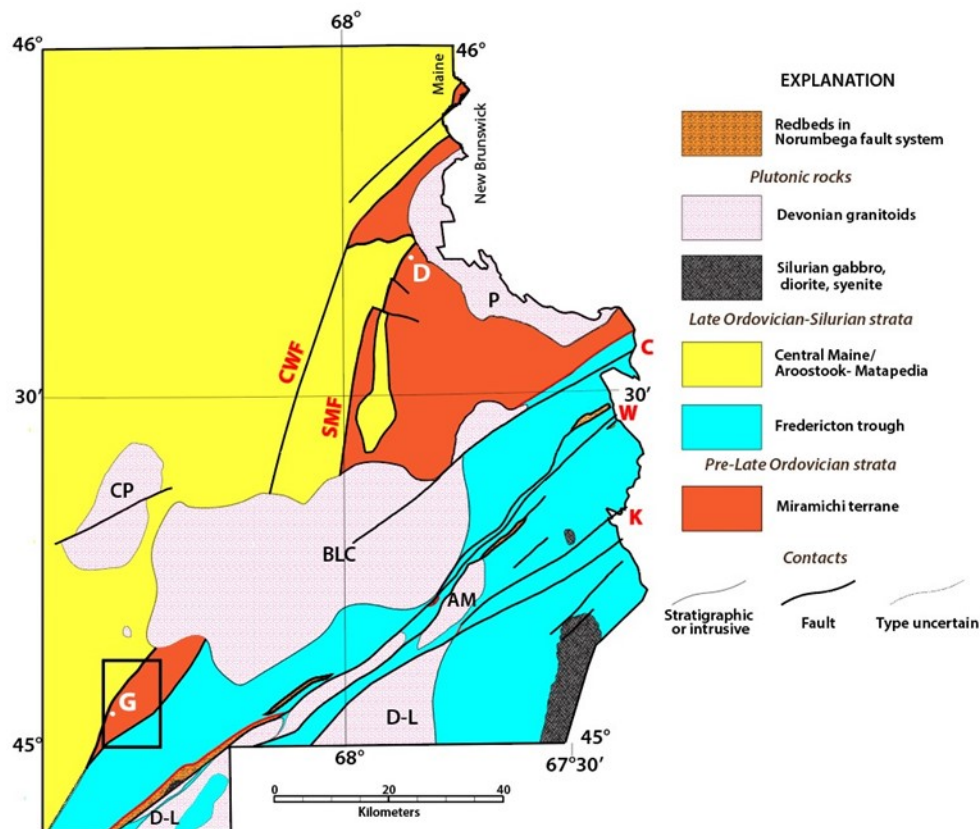 68°
46°
46°
Maine
New Brunswick
D
P
CWF
SMF
C
30′
30′
W
CP
K
BLC
AM
G
D-L
45°
45°
68°
67°
30′
0 20 40
Kilometers
D-L
EXPLANATION
Redbeds in
Norumbega fault system
Plutonic rocks
Devonian granitoids
Silurian gabbro,
diorite, syenite
Late Ordovician-Silurian strata
Central Maine/
Aroostook- Matapedia
Fredericton trough
Pre-Late Ordovician strata
Miramichi terrane
Contacts
Stratigraphic
or intrusive
Fault
Type uncertain